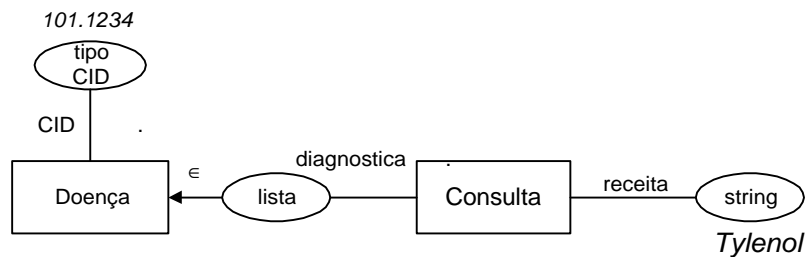 101.1234
tipo
CID
CID .
∈
diagnostica .
Doença
lista
Consulta
receita
string
Tylenol